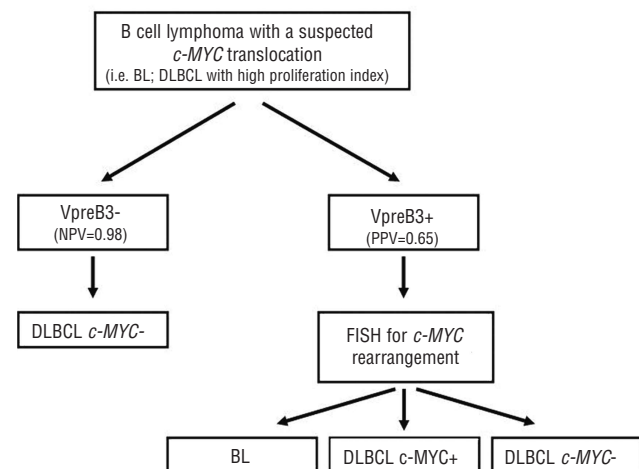 B cell lymphoma with a suspected
c-MYC translocation
(i.e. BL; DLBCL with high proliferation index)
VpreB3-
(NPV=0.98)
VpreB3+
(PPV=0.65)
DLBCL c-MYC-
FISH for c-MYC
rearrangement
BL
DLBCL c-MYC+
DLBCL c-MYC-